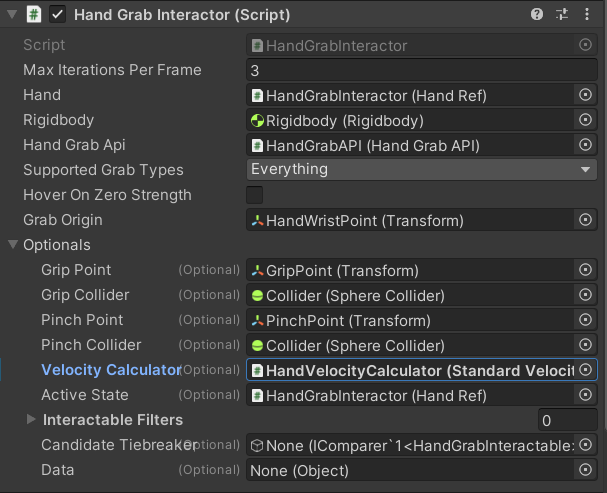 Hand Grab Interactor (Script)
Script HandGrabInteractor
Max Iterations Per Frame 3
Hand HandGrabInteractor (Hand Ref)
Rigidbody Rigidbody (Rigidbody)
Hand Grab Api HandGrabAPI (Hand Grab API)
Supported Grab Types Everything
Hover On Zero Strength
Grab Origin HandWristPoint (Transform)
Optionals
Grip Point (Optional) GripPoint (Transform)
Grip Collider (Optional) Collider (Sphere Collider)
Pinch Point (Optional) PinchPoint (Transform)
Pinch Collider (Optional) Collider (Sphere Collider)
Velocity Calculator (Optional) HandVelocityCalculator (Standard Velocit
Active State (Optional) HandGrabInteractor (Hand Ref)
Interactable Filters 0
Candidate Tiebreaker (Optional) None (IComparer`1<HandGrabInteractable>
Data (Optional) None (Object)